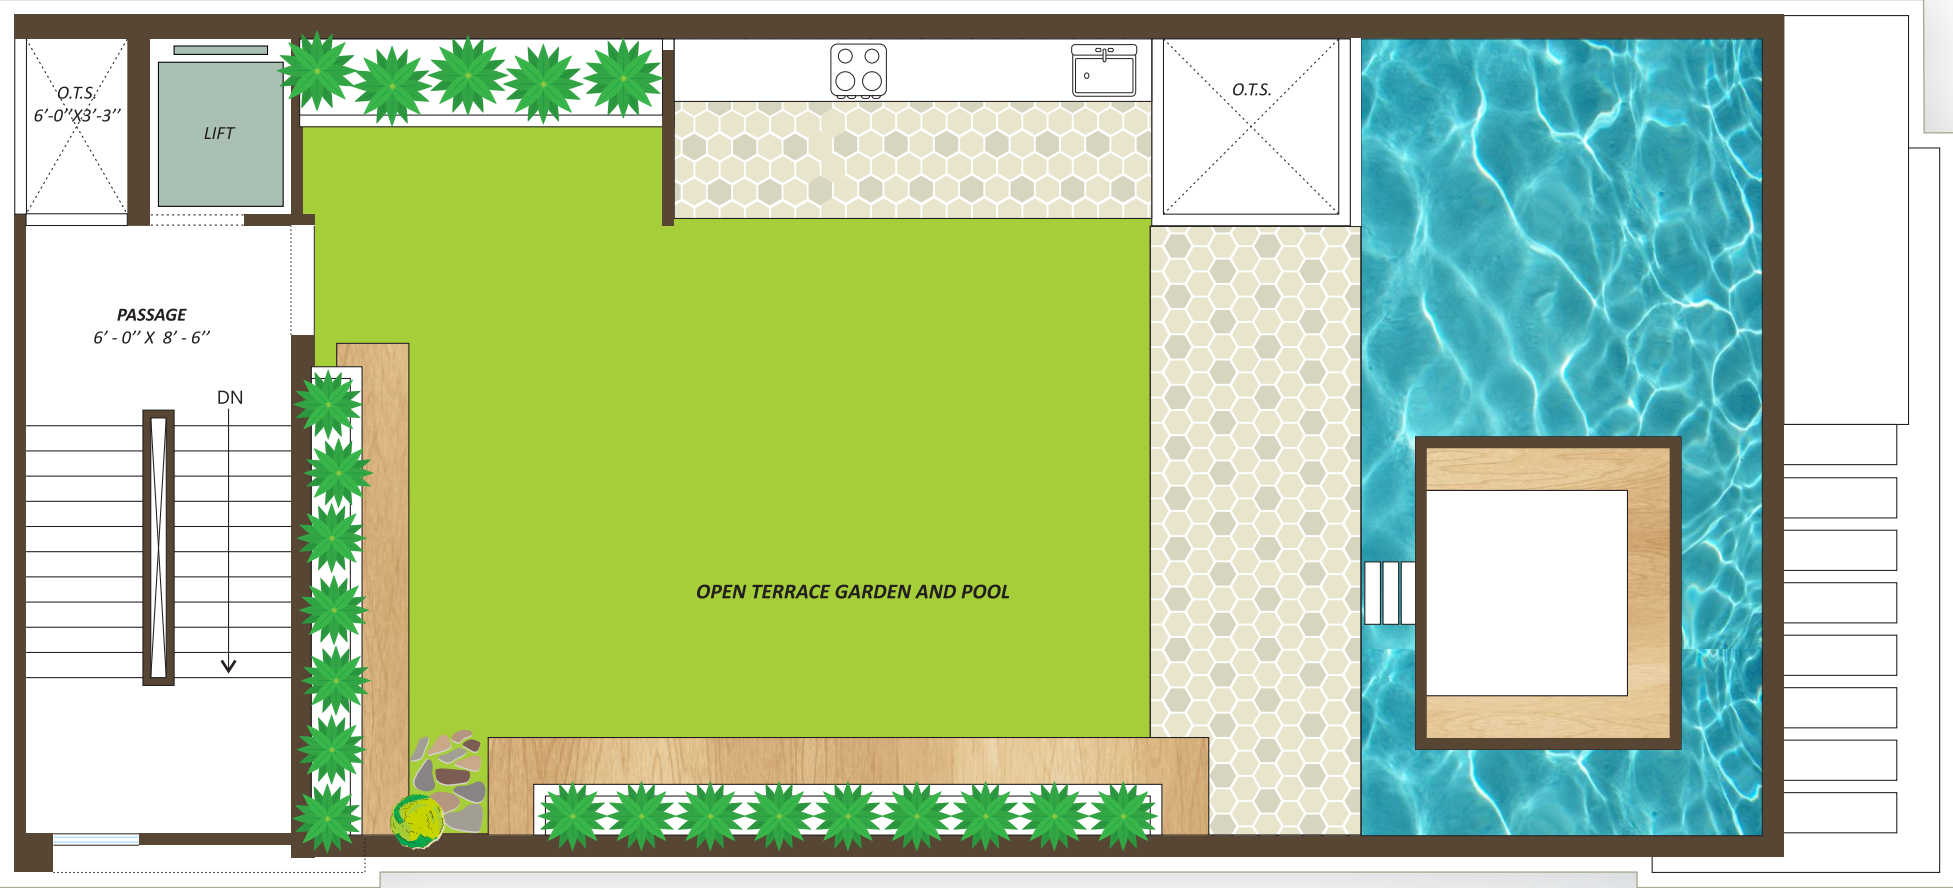 O.T.S.
6’-0’’X3’-3’’
LIFT
O.T.S.
PASSAGE
6’ - 0’’ X 8’ - 6’’
DN
OPEN TERRACE GARDEN AND POOL